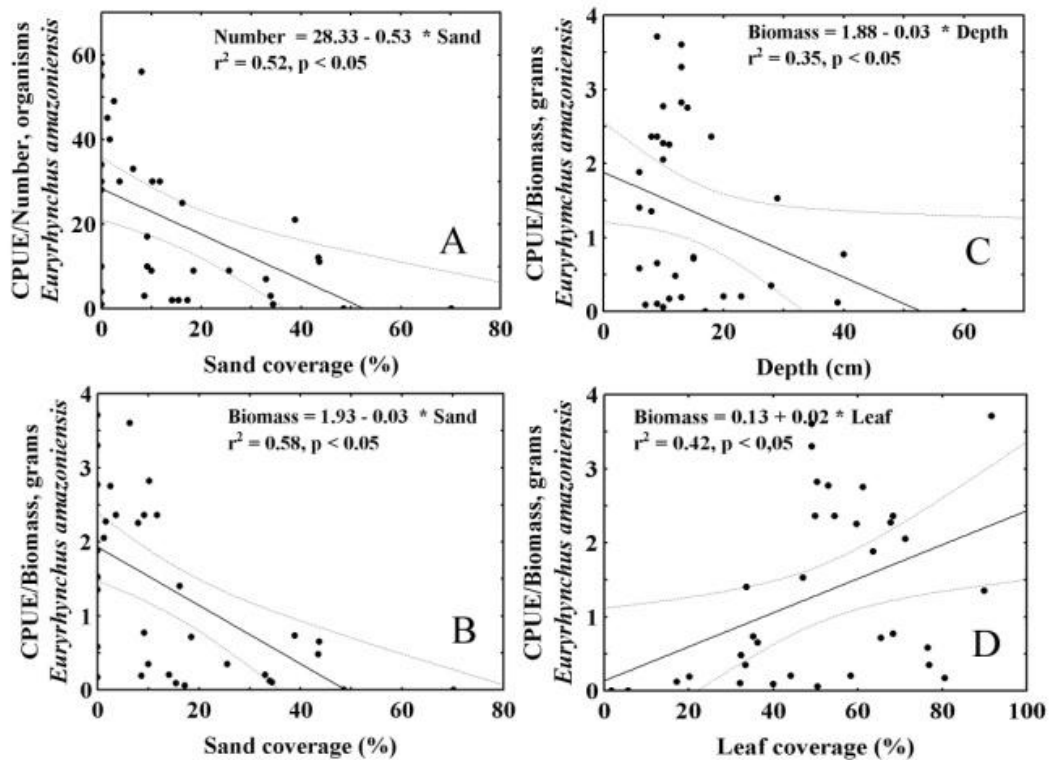 CPUE/Number, organisms
Euryrhynchus amazoniensis
Number = 28.33 - 0.53 * Sand
r² = 0.52, p < 0.05
60
40
20
0
A
0 20 40 60 80
Sand coverage (%)
CPUE/Biomass, grams
Euryrhymchus amazoniensis
Biomass = 1.88 - 0.03 * Depth
r² = 0.35, p < 0.05
4
3
2
1
0
C
0 20 40 60
Depth (cm)
CPUE/Biomass, grams
Euryrhynchus amazoniensis
Biomass = 1.93 - 0.03 * Sand
r² = 0.58, p < 0.05
4
3
2
1
0
B
0 20 40 60 80
Sand coverage (%)
CPUE/Biomass, grams
Euryrhynchus amazoniensis
Biomass = 0.13 + 0.02 * Leaf
r² = 0.42, p < 0,05
4
3
2
1
0
D
0 20 40 60 80 100
Leaf coverage (%)